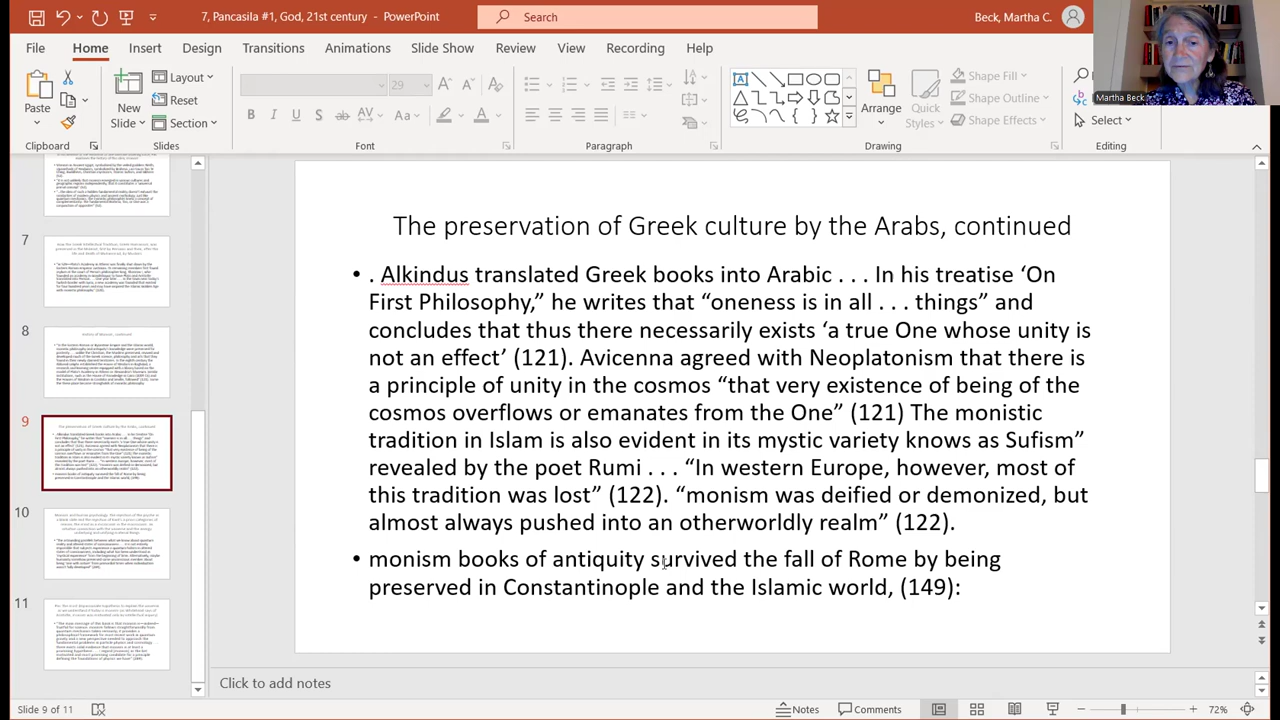 7, Pancasila #1, God, 21st century - PowerPoint
Search
Beck, Martha C.
File Home Insert Design Transitions Animations Slide Show Review View Recording Help
Paste
Clipboard
New Slide
Layout
Reset
Section
Slides
29
Font
Paragraph
Arrange
Quick Styles
Shape Fill
Shape Outline
Shape Effects
Drawing
Select
Editing
Martha Beck
7
8
9
10
11
The preservation of Greek culture by the Arabs, continued
• Alkindus translated Greek books into Arabic . . . In his treatise ‘On
First Philosophy,” he writes that “oneness is in all . . . things” and
concludes that thus there necessarily exists a true One whose unity is
not an effect (121) Avicenna agreed with Neoplatonism that there is
a principle of unity in the cosmos “that very existence of being of the
cosmos overflows or emanates from the One” (121) The monistic
tradition in Islam is also evident in its mystic variety known as Sufism”
revealed by the poet Rumi . . . “In western Europe, however, most of
this tradition was lost” (122). “monism was deified or demonized, but
almost always pushed into an otherworldly realm” (122).
• monism books of antiquity survived the fall of Rome by being
preserved in Constantinople and the Islamic world, (149):
Click to add notes
Slide 9 of 11
Notes
Comments
72%